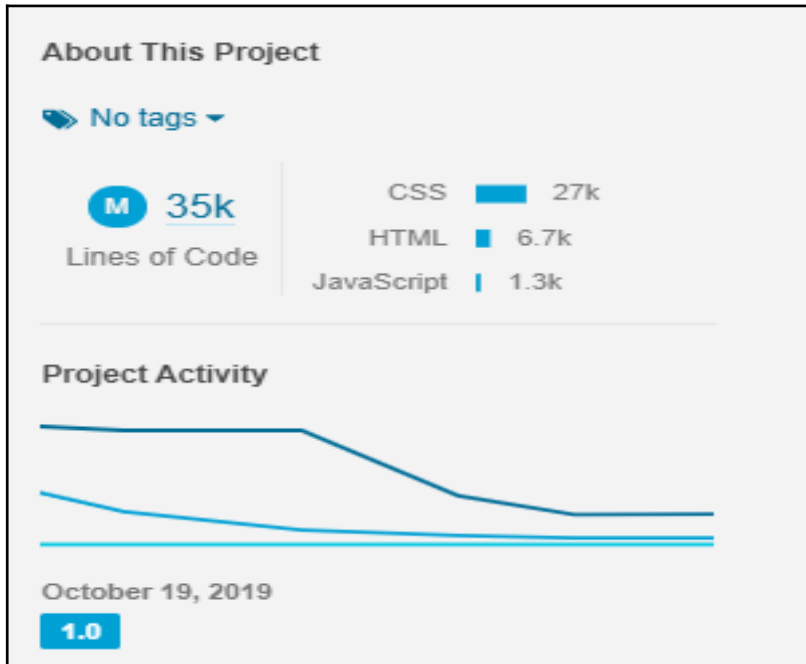 About This Project
No tags
M 35k
Lines of Code
CSS 27k
HTML 6.7k
JavaScript 1.3k
Project Activity
October 19, 2019
1.0